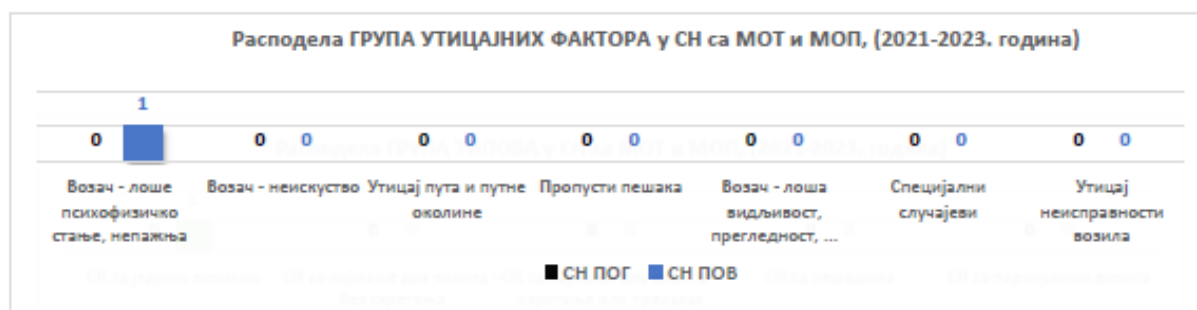 Расподела ГРУПА УТИЦАЈНИХ ФАКТОРА у СН са МОТ и МОП, (2021-2023. година)
1
0 0 0 0 0 0 0 0 0 0 0 0 0
Возач - лоше психофизичко стање, непажња
Возач - неискуство
Утицај пута и путне околине
Пропусти пешака
Возач - лоша видљивост, прегледност, ...
Специјални случајеви
Утицај неисправности возила
СН ПОГ СН ПОВ